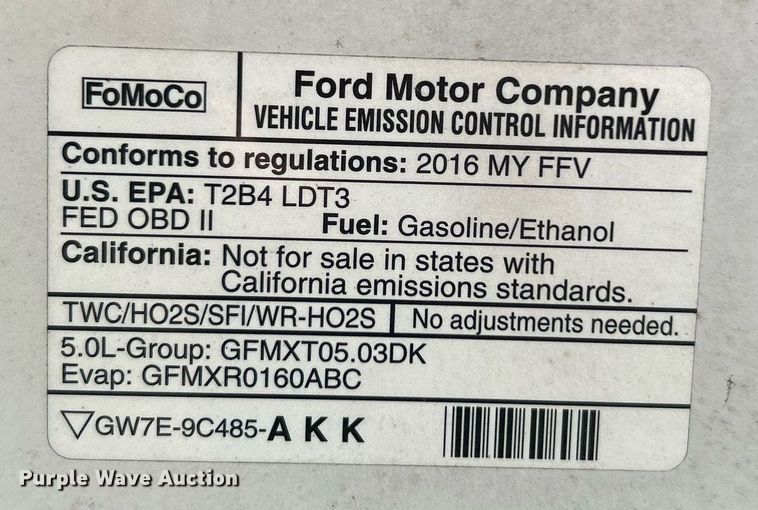 FoMoCo
Ford Motor Company
VEHICLE EMISSION CONTROL INFORMATION
Conforms to regulations: 2016 MY FFV
U.S. EPA: T2B4 LDT3
FED OBD II Fuel: Gasoline/Ethanol
California: Not for sale in states with
California emissions standards.
TWC/HO2S/SFI/WR-HO2S No adjustments needed.
5.0L-Group: GFMXT05.03DK
Evap: GFMXR0160ABC
GW7E-9C485-A K K
Purple Wave Auction